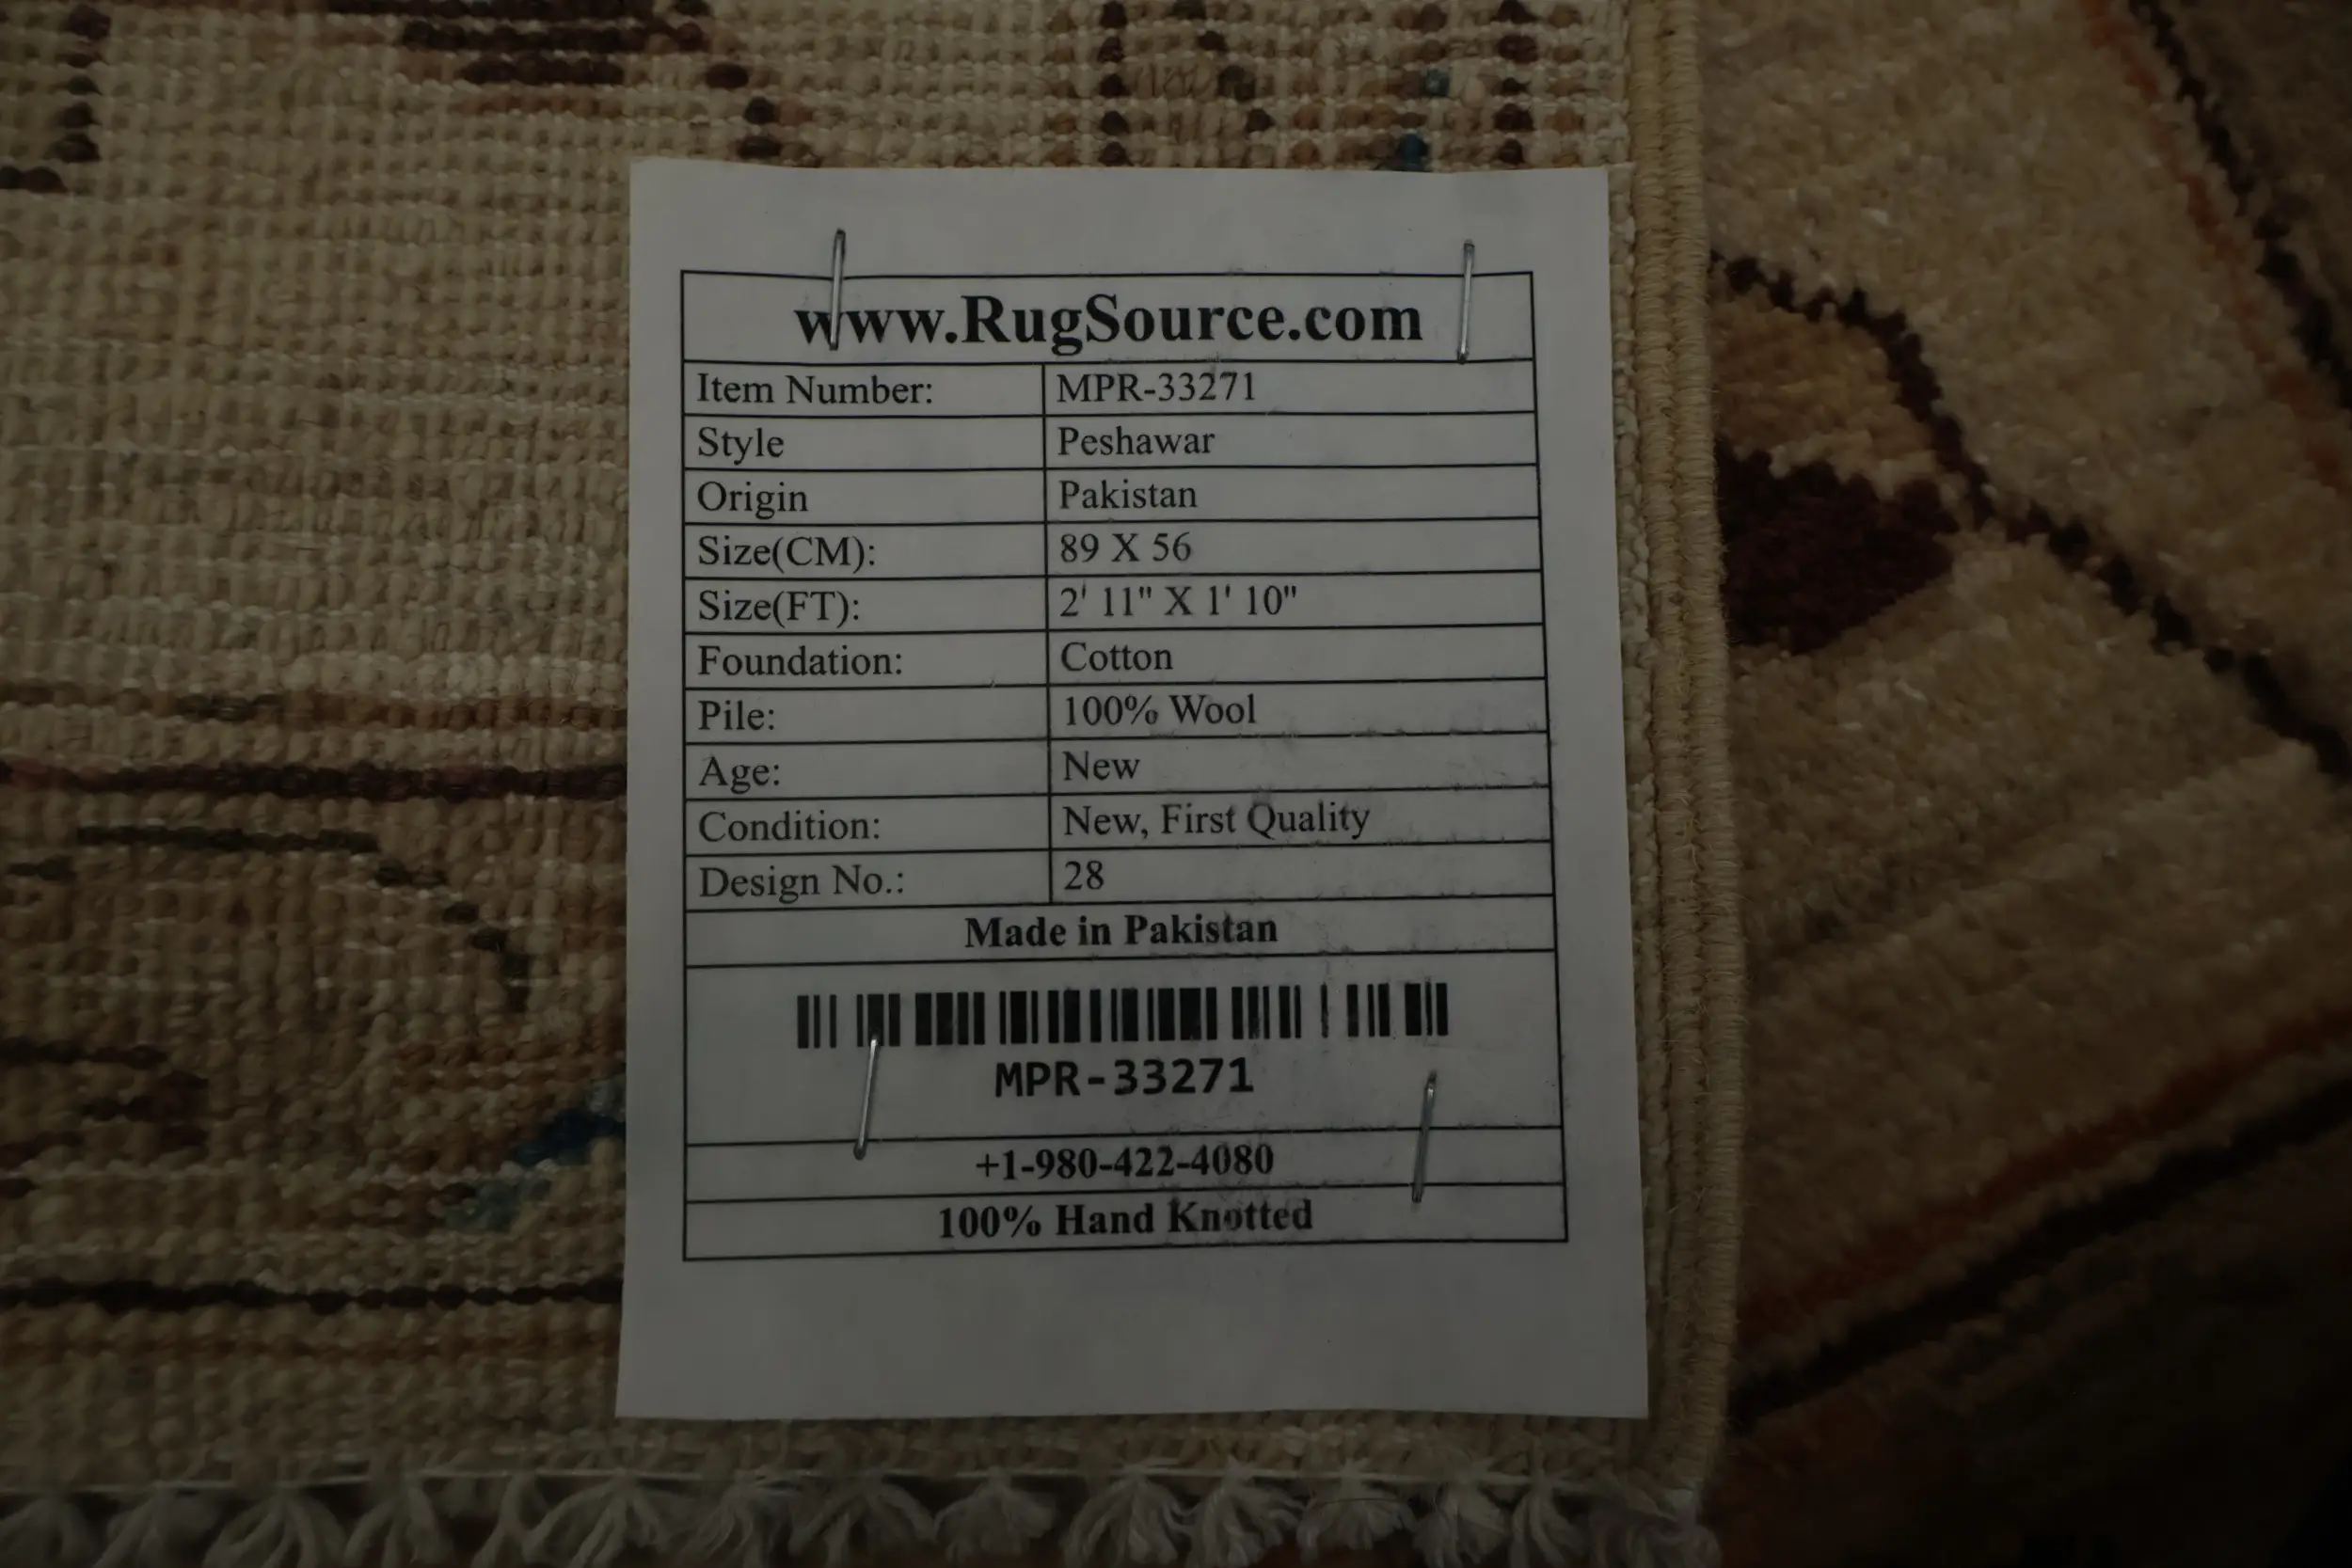 www.RugSource.com
Item Number: MPR-33271
Style Peshawar
Origin Pakistan
Size(CM): 89 X 56
Size(FT): 2' 11" X 1' 10"
Foundation: Cotton
Pile: 100% Wool
Age: New
Condition: New, First Quality
Design No.: 28
Made in Pakistan
MPR-33271
+1-980-422-4080
100% Hand Knotted